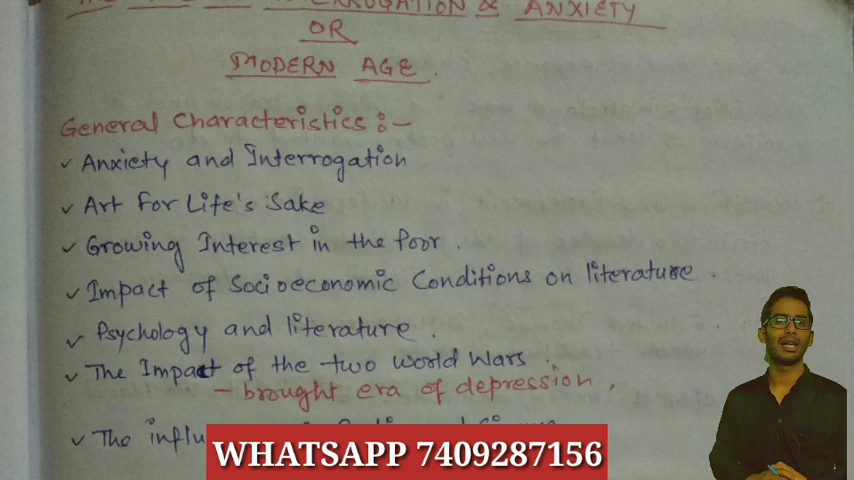 INTERROGATION & ANXIETY
OR
MODERN AGE.
General Characteristics :-
✓ Anxiety and Interrogation
✓ Art For Life's Sake
✓ Growing Interest in the Poor.
✓ Impact of Socioeconomic Conditions on literature.
✓ Psychology and literature.
✓ The Impact of the two world Wars.
- brought era of depression.
✓ The
WHATSAPP 7409287156